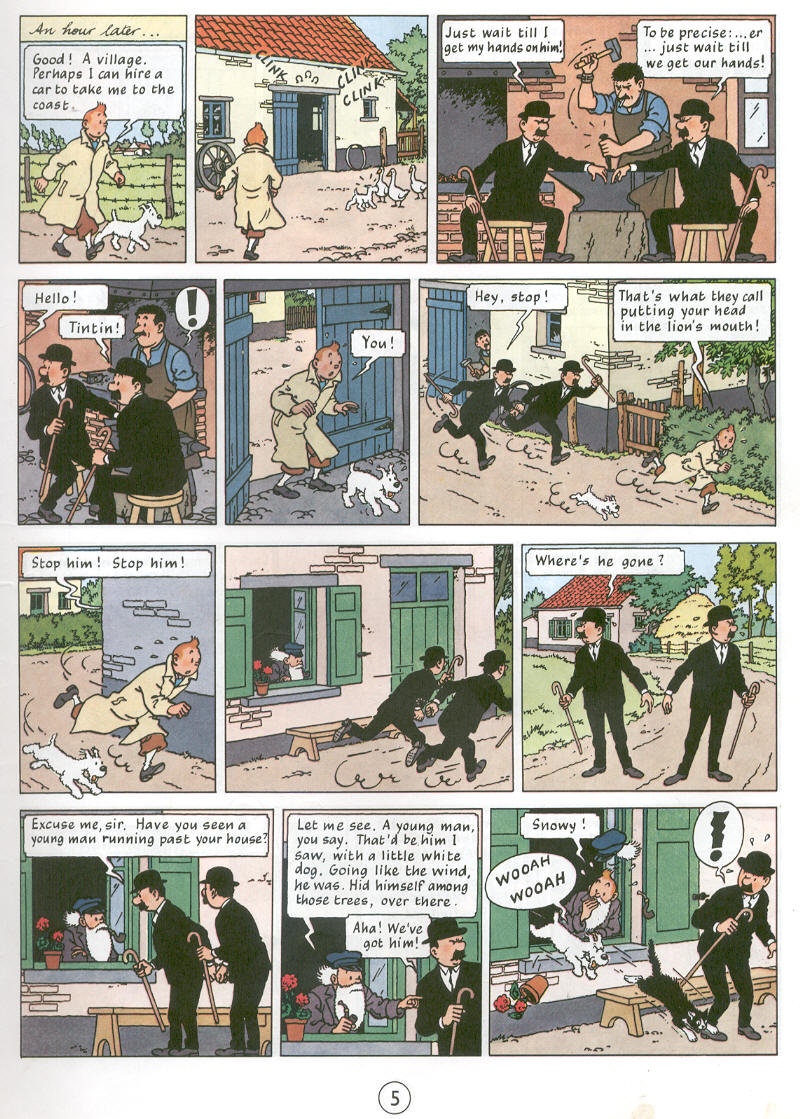 An hour later...
Good! A village.
Perhaps I can hire a
car to take me to the
coast.
CLINK
CLINK
CLINK
Just wait till I
get my hands on him!
To be precise:...er
... just wait till
we get our hands!
Hello!
Tintin!
!
You!
Hey, stop!
That's what they call
putting your head
in the lion's mouth!
Stop him! Stop him!
Where's he gone?
Excuse me, sir. Have you seen a
young man running past your house?
Let me see. A young man,
you say. That'd be him I
saw, with a little white
dog. Going like the wind,
he was. Hid himself among
those trees, over there.
Aha! We've
got him!
Snowy!
WOOAH
WOOAH
!
5